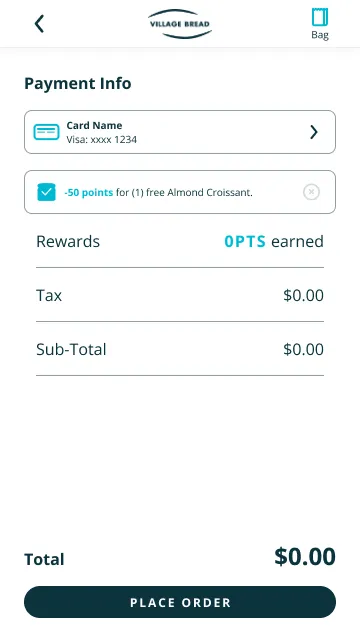 VILLAGE BREAD
Bag
Payment Info
Card Name
Visa: xxxx 1234
-50 points for (1) free Almond Croissant.
Rewards 0PTS earned
Tax $0.00
Sub-Total $0.00
Total $0.00
PLACE ORDER